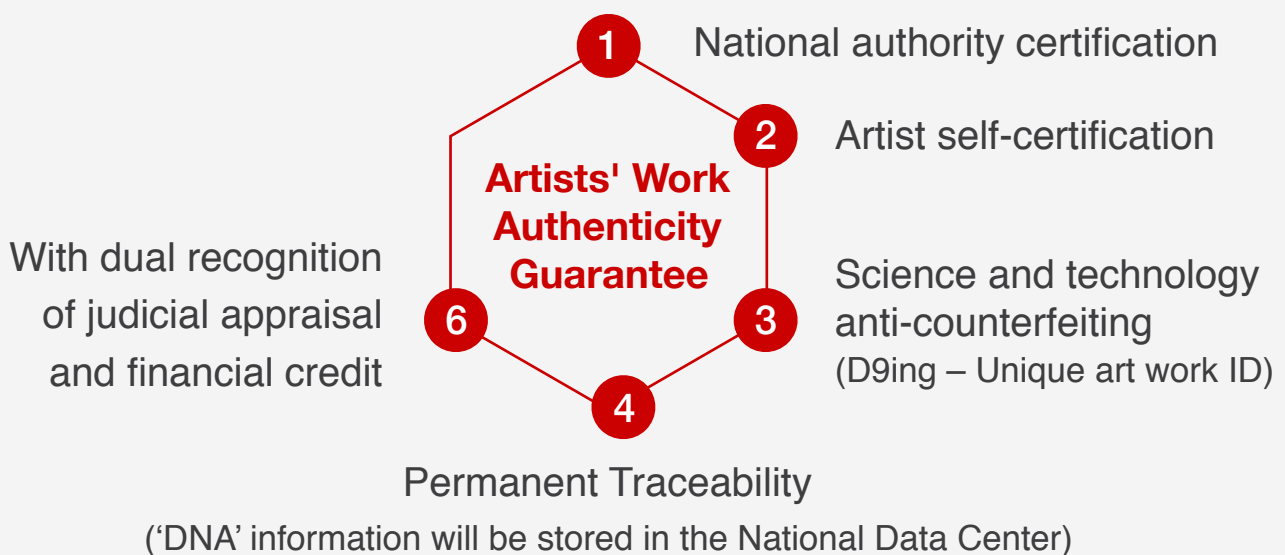 1
National authority certification
2
Artist self-certification
Artists' Work
Authenticity
Guarantee
With dual recognition
of judicial appraisal
and financial credit
6
3
Science and technology
anti-counterfeiting
(D9ing – Unique art work ID)
4
Permanent Traceability
(‘DNA’ information will be stored in the National Data Center)